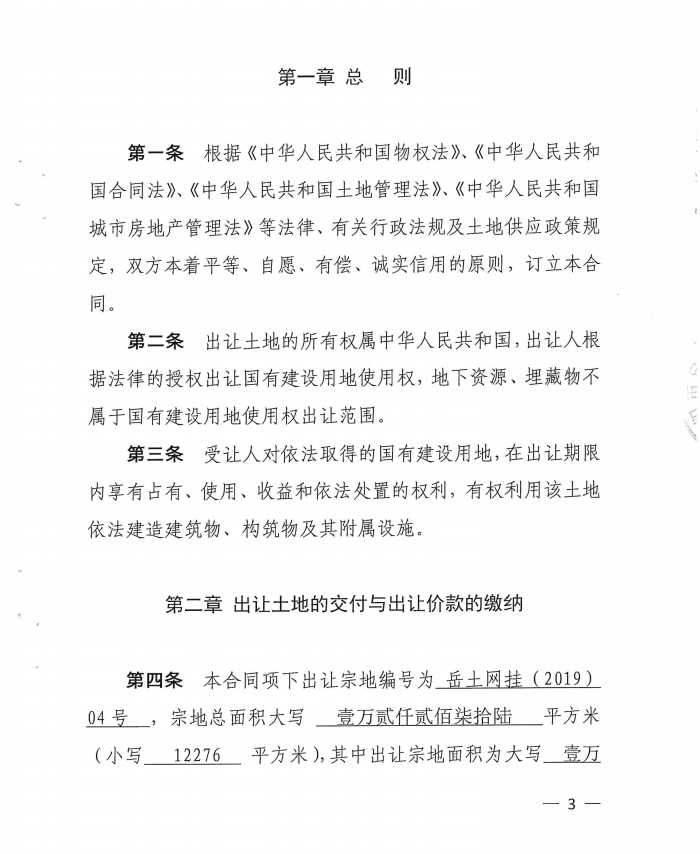 第一章 总 则
第一条 根据《中华人民共和国物权法》、《中华人民共和
国合同法》、《中华人民共和国土地管理法》、《中华人民共和国
城市房地产管理法》等法律、有关行政法规及土地供应政策规
定，双方本着平等、自愿、有偿、诚实信用的原则，订立本合
同。
第二条 出让土地的所有权属中华人民共和国，出让人根
据法律的授权出让国有建设用地使用权，地下资源、埋藏物不
属于国有建设用地使用权出让范围。
第三条 受让人对依法取得的国有建设用地，在出让期限
内享有占有、使用、收益和依法处置的权利，有权利用该土地
依法建造建筑物、构筑物及其附属设施。
第二章 出让土地的交付与出让价款的缴纳
第四条 本合同项下出让宗地编号为 岳土网挂（2019）
04号 ，宗地总面积大写 壹万贰仟贰佰柒拾陆 平方米
（小写 12276 平方米），其中出让宗地面积为大写 壹万
— 3 —